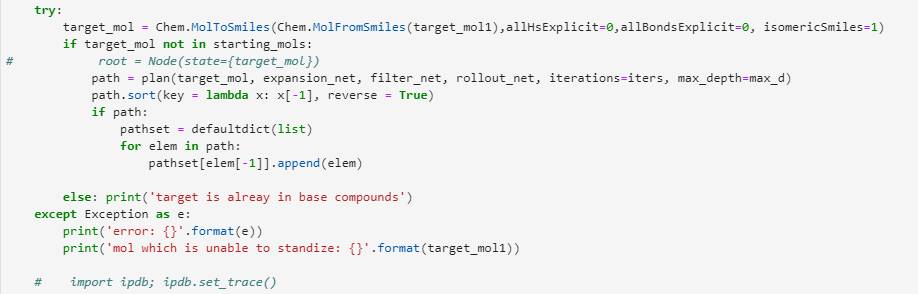 try:
target_mol = Chem.MolToSmiles(Chem.MolFromSmiles(target_mol1),allHsExplicit=0,allBondsExplicit=0, isomericSmiles=1)
if target_mol not in starting_mols:
# root = Node(state={target_mol})
path = plan(target_mol, expansion_net, filter_net, rollout_net, iterations=iters, max_depth=max_d)
path.sort(key = lambda x: x[-1], reverse = True)
if path:
pathset = defaultdict(list)
for elem in path:
pathset[elem[-1]].append(elem)
else: print('target is alreay in base compounds')
except Exception as e:
print('error: {}'.format(e))
print('mol which is unable to standize: {}'.format(target_mol1))
# import ipdb; ipdb.set_trace()